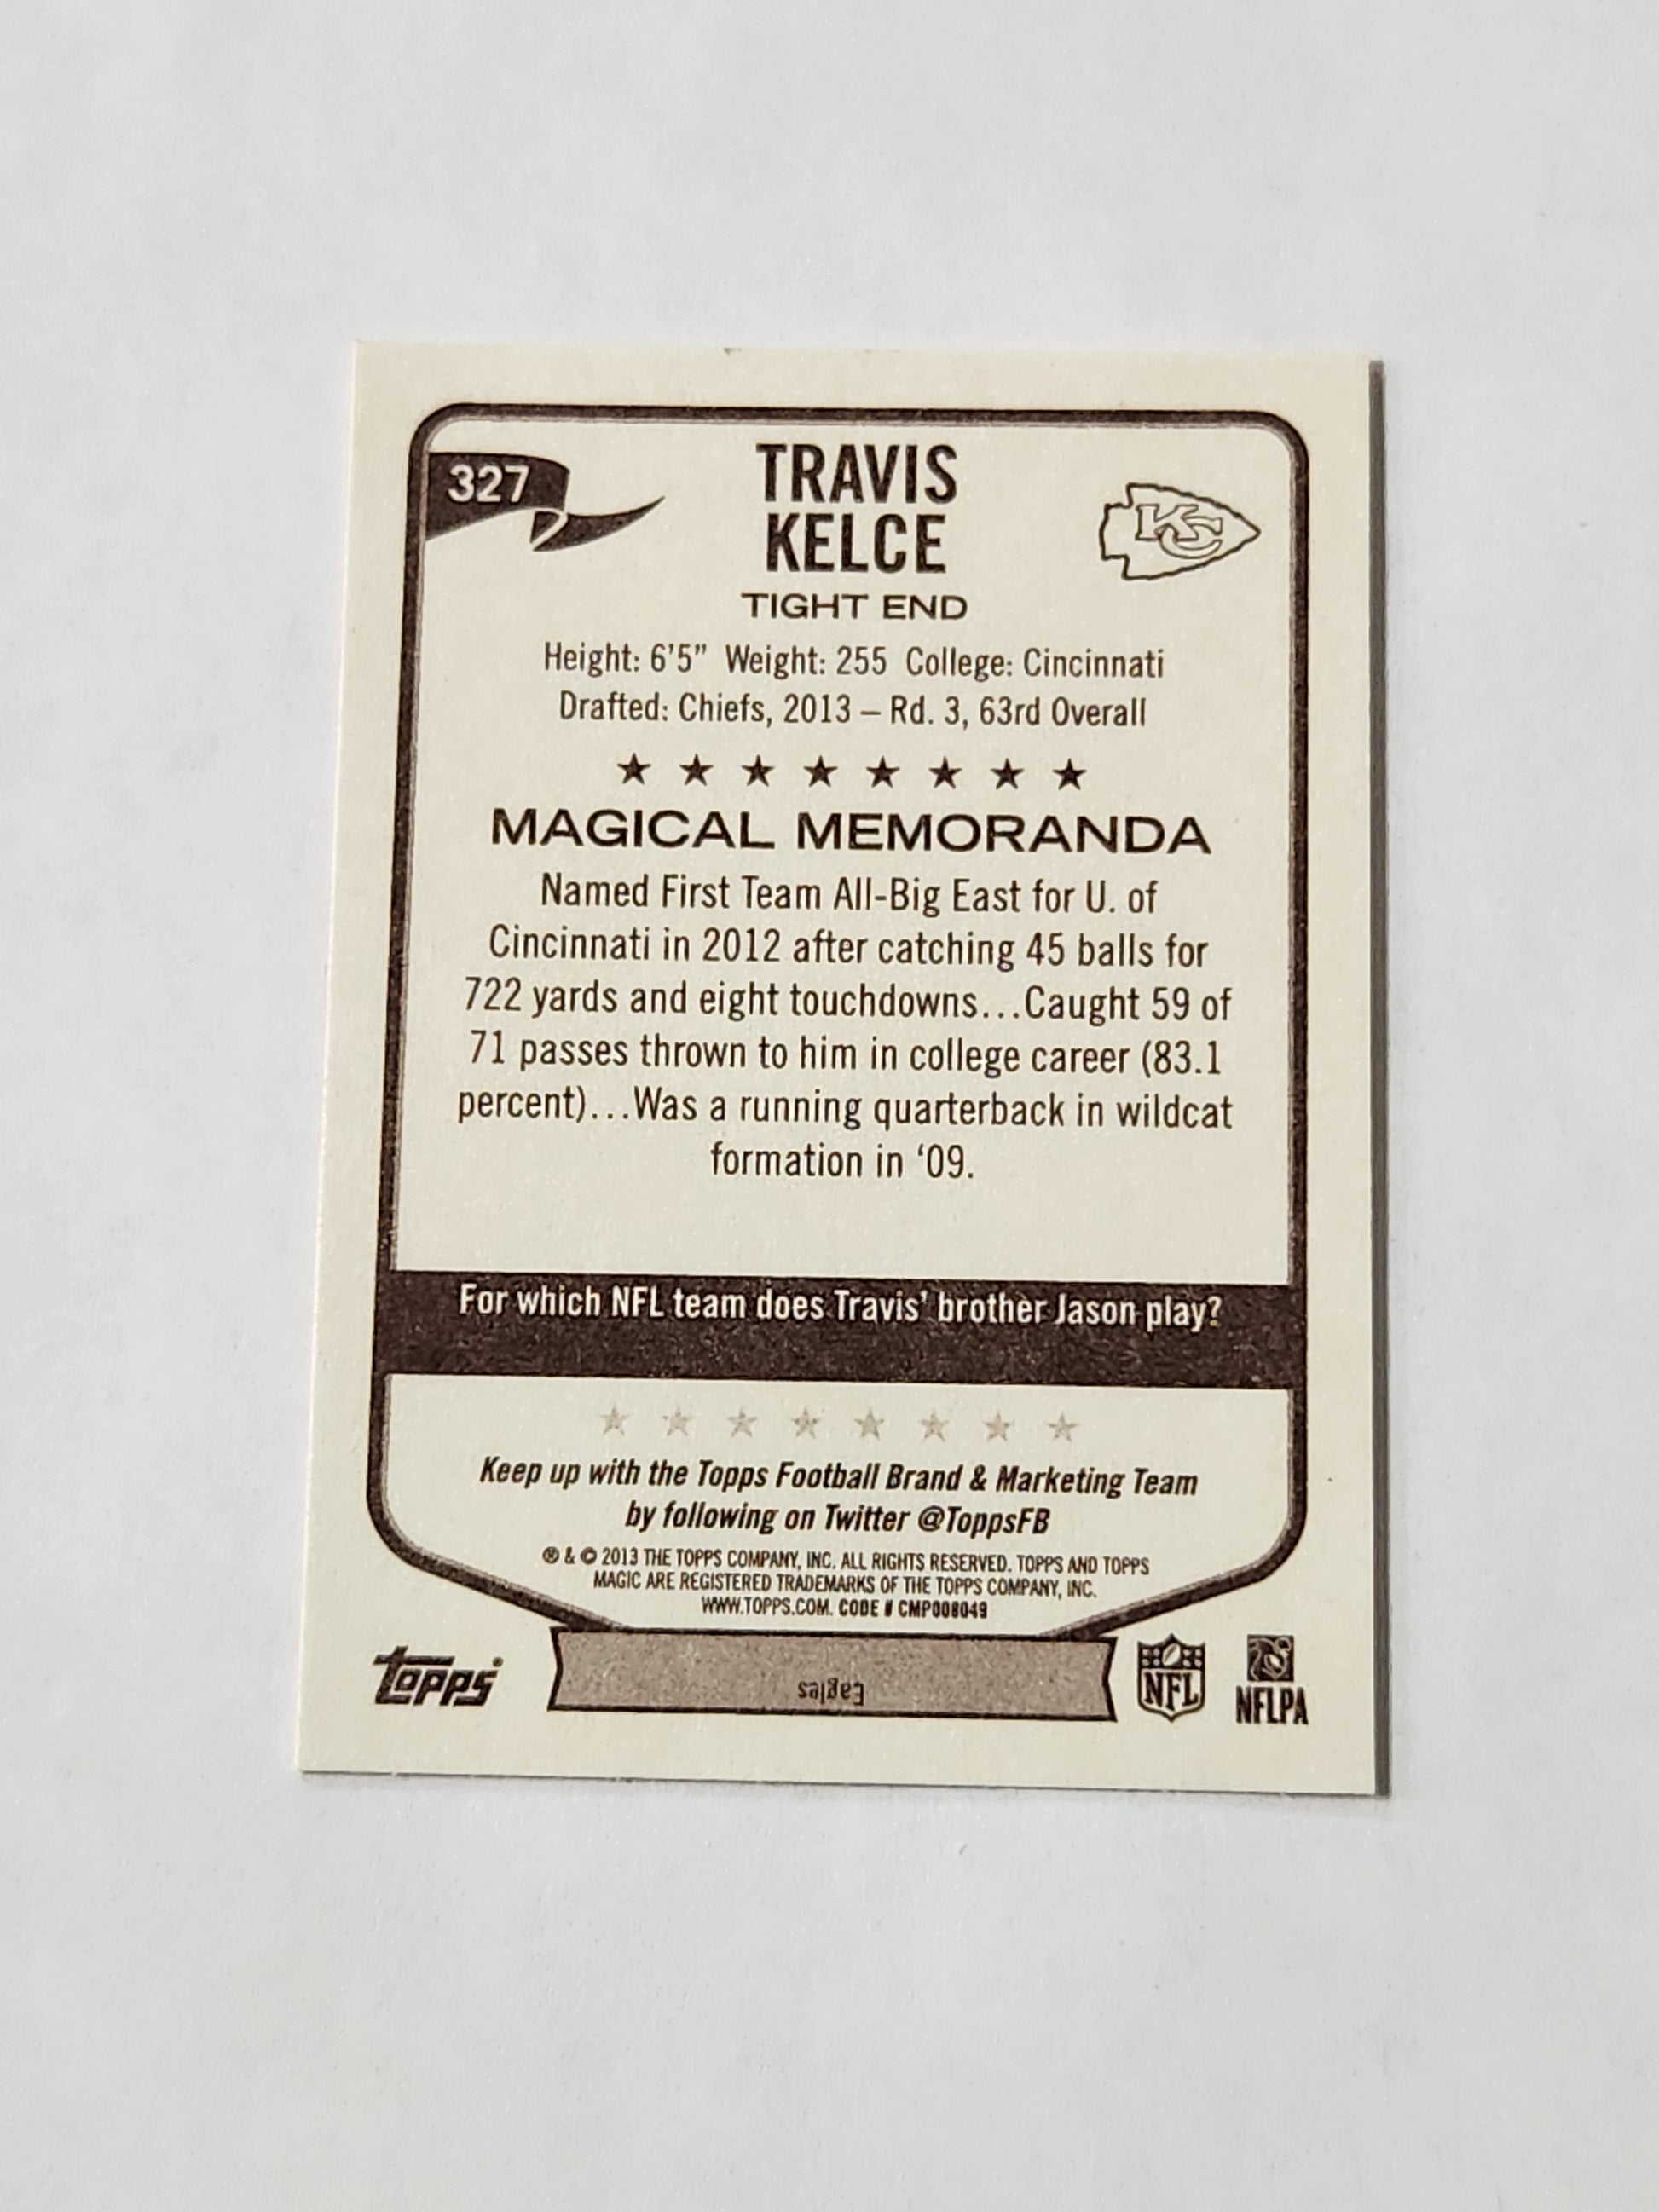 327
TRAVIS
KELCE
KC
TIGHT END
Height: 6'5" Weight: 255 College: Cincinnati
Drafted: Chiefs, 2013 – Rd. 3, 63rd Overall
MAGICAL MEMORANDA
Named First Team All-Big East for U. of
Cincinnati in 2012 after catching 45 balls for
722 yards and eight touchdowns...Caught 59 of
71 passes thrown to him in college career (83.1
percent)...Was a running quarterback in wildcat
formation in '09.
For which NFL team does Travis' brother Jason play?
Keep up with the Topps Football Brand & Marketing Team
by following on Twitter @ToppsFB
® & © 2013 THE TOPPS COMPANY, INC. ALL RIGHTS RESERVED. TOPPS AND TOPPS
MAGIC ARE REGISTERED TRADEMARKS OF THE TOPPS COMPANY, INC.
WWW.TOPPS.COM. CODE # CMP008049
topps®
Eagles
NFL
NFLPA